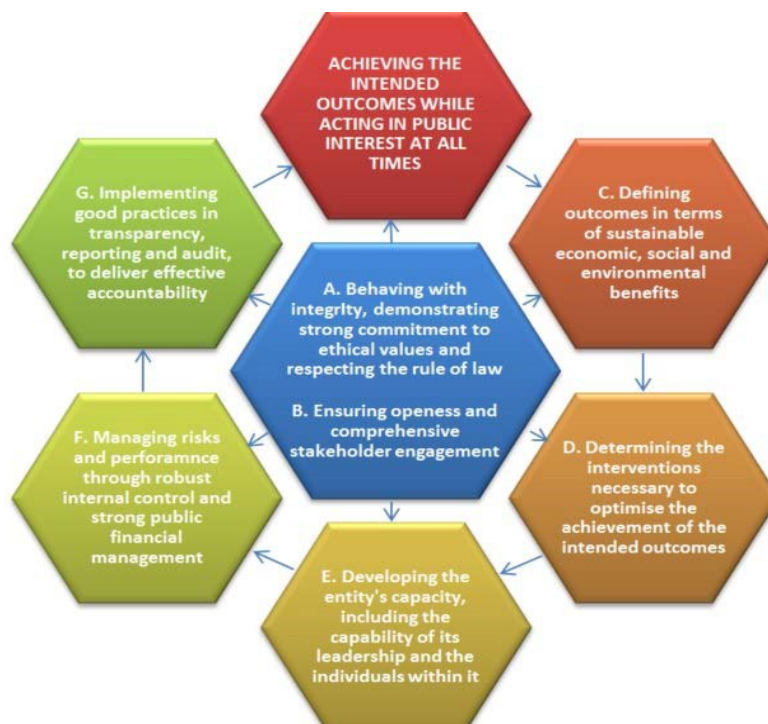 ACHIEVING THE
INTENDED
OUTCOMES WHILE
ACTING IN PUBLIC
INTEREST AT ALL
TIMES
C. Defining
outcomes in terms
of sustainable
economic, social and
environmental
benefits
D. Determining the
interventions
necessary to
optimise the
achievement of the
intended outcomes
E. Developing the
entity's capacity,
including the
capability of its
leadership and the
individuals within it
F. Managing risks
and perforamnce
through robust
internal control and
strong public
financial
management
G. Implementing
good practices in
transparency,
reporting and audit,
to deliver effective
accountability
A. Behaving with
integrIty, demonstrating
strong commitment to
ethical values and
respecting the rule of law
B. Ensuring openess and
comprehensive
stakeholder engagement